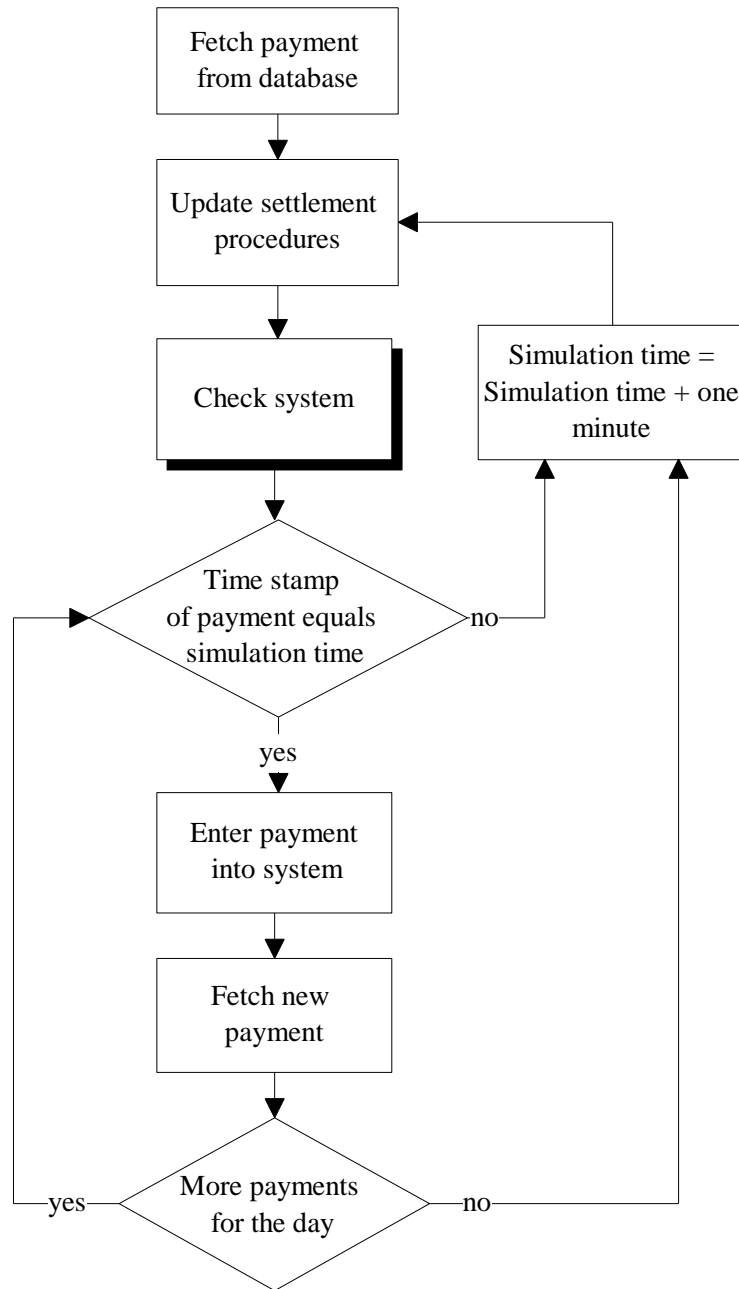 Fetch payment
from database
Update settlement
procedures
Check system
Simulation time =
Simulation time + one
minute
Time stamp
of payment equals
simulation time
no
yes
Enter payment
into system
Fetch new
payment
More payments
for the day
yes
no